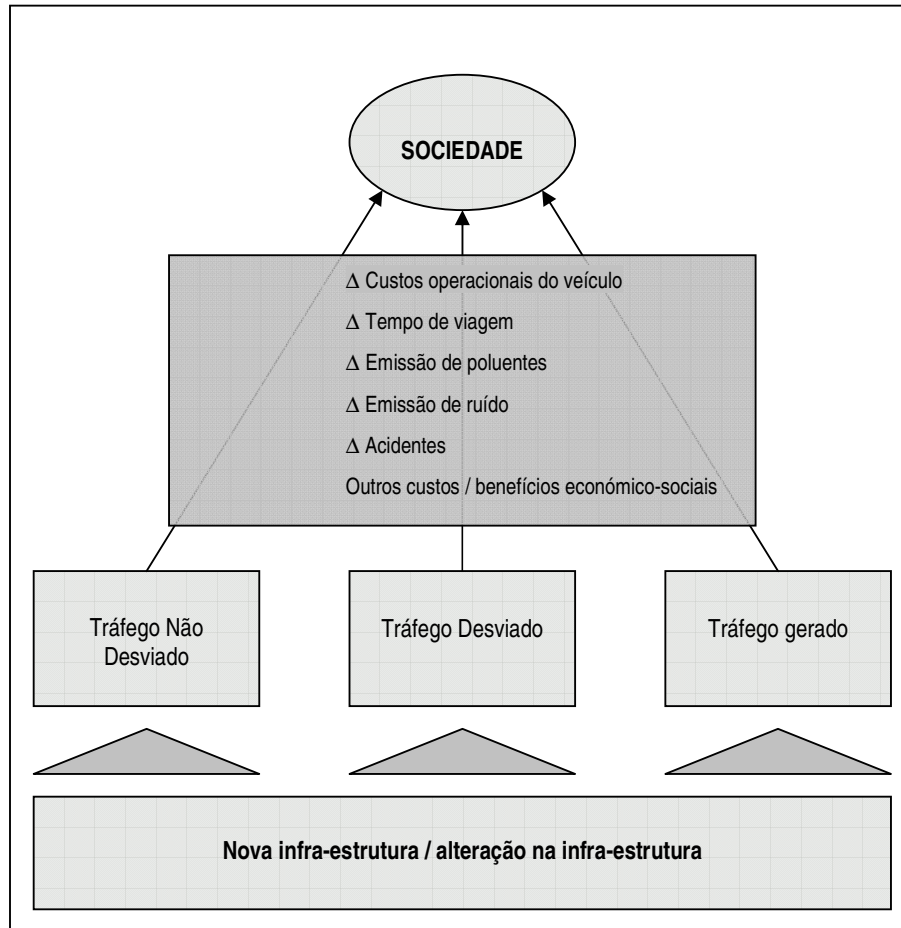 SOCIEDADE
Δ Custos operacionais do veículo
Δ Tempo de viagem
Δ Emissão de poluentes
Δ Emissão de ruído
Δ Acidentes
Outros custos / benefícios económico-sociais
Tráfego Não
Desviado
Tráfego Desviado
Tráfego gerado
Nova infra-estrutura / alteração na infra-estrutura